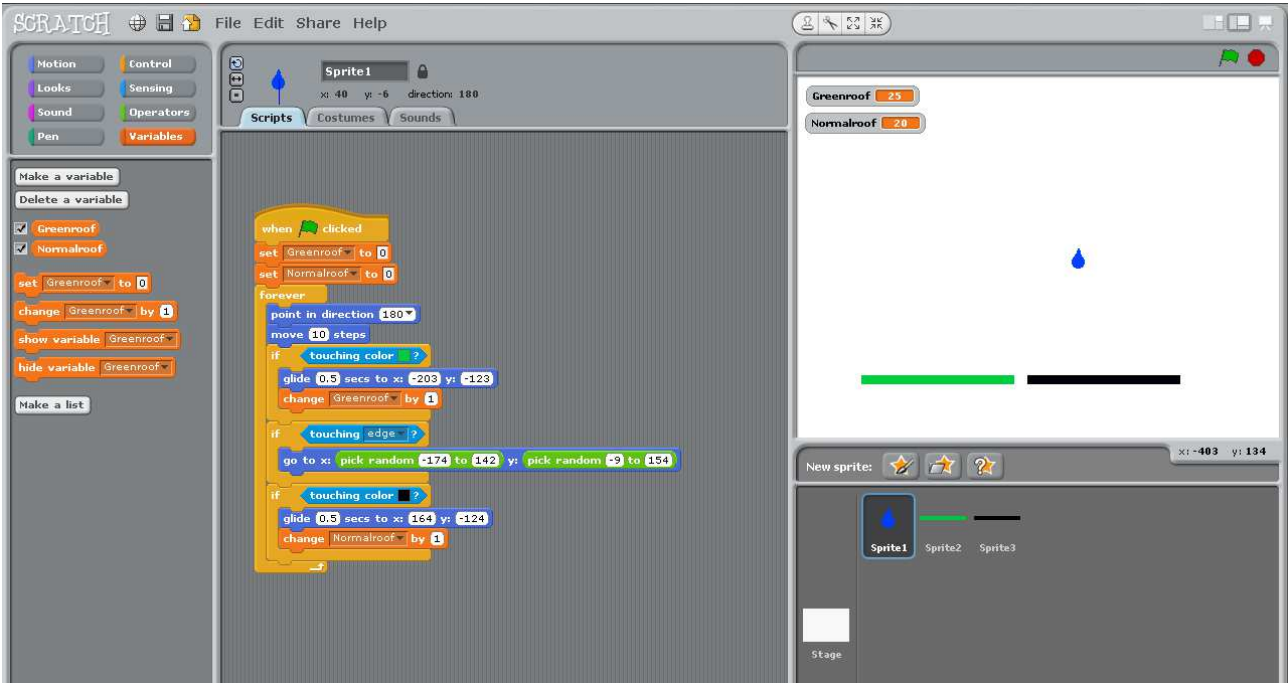 SCRATCH File Edit Share Help
Motion Control
Looks Sensing
Sound Operators
Pen Variables
Make a variable
Delete a variable
Greenroof
Normalroof
set Greenroof to 0
change Greenroof by 1
show variable Greenroof
hide variable Greenroof
Make a list
Sprite1
x: 40 y: -6 direction: 180
Scripts Costumes Sounds
when clicked
set Greenroof to 0
set Normalroof to 0
forever
point in direction 180
move 10 steps
if touching color ?
glide 0.5 secs to x: -203 y: -123
change Greenroof by 1
if touching edge ?
go to x: pick random -174 to 142 y: pick random -9 to 154
if touching color ?
glide 0.5 secs to x: 164 y: -124
change Normalroof by 1
Greenroof 25
Normalroof 20
x: -403 y: 134
New sprite:
Sprite1 Sprite2 Sprite3
Stage